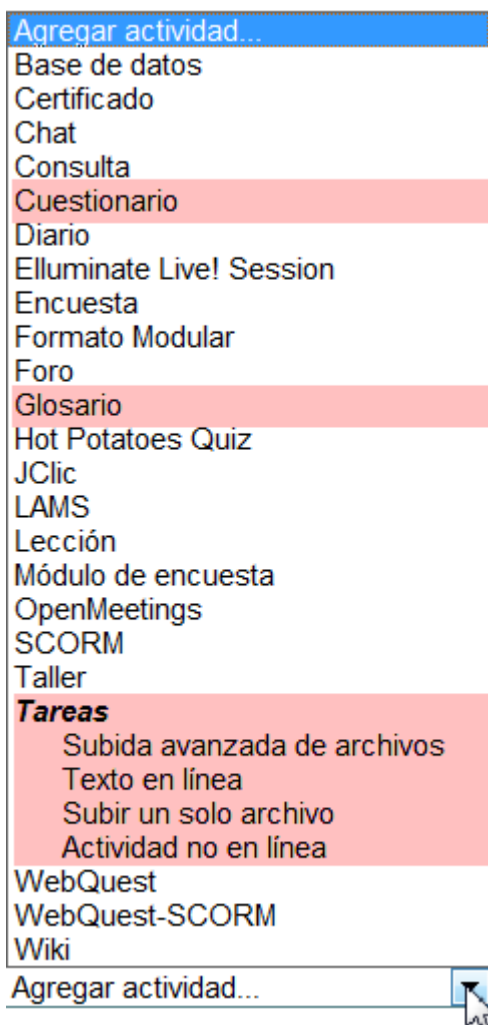 Agregar actividad...
Base de datos
Certificado
Chat
Consulta
Cuestionario
Diario
Elluminate Live! Session
Encuesta
Formato Modular
Foro
Glosario
Hot Potatoes Quiz
JClic
LAMS
Lección
Módulo de encuesta
OpenMeetings
SCORM
Taller
Tareas
Subida avanzada de archivos
Texto en línea
Subir un solo archivo
Actividad no en línea
WebQuest
WebQuest-SCORM
Wiki
Agregar actividad...